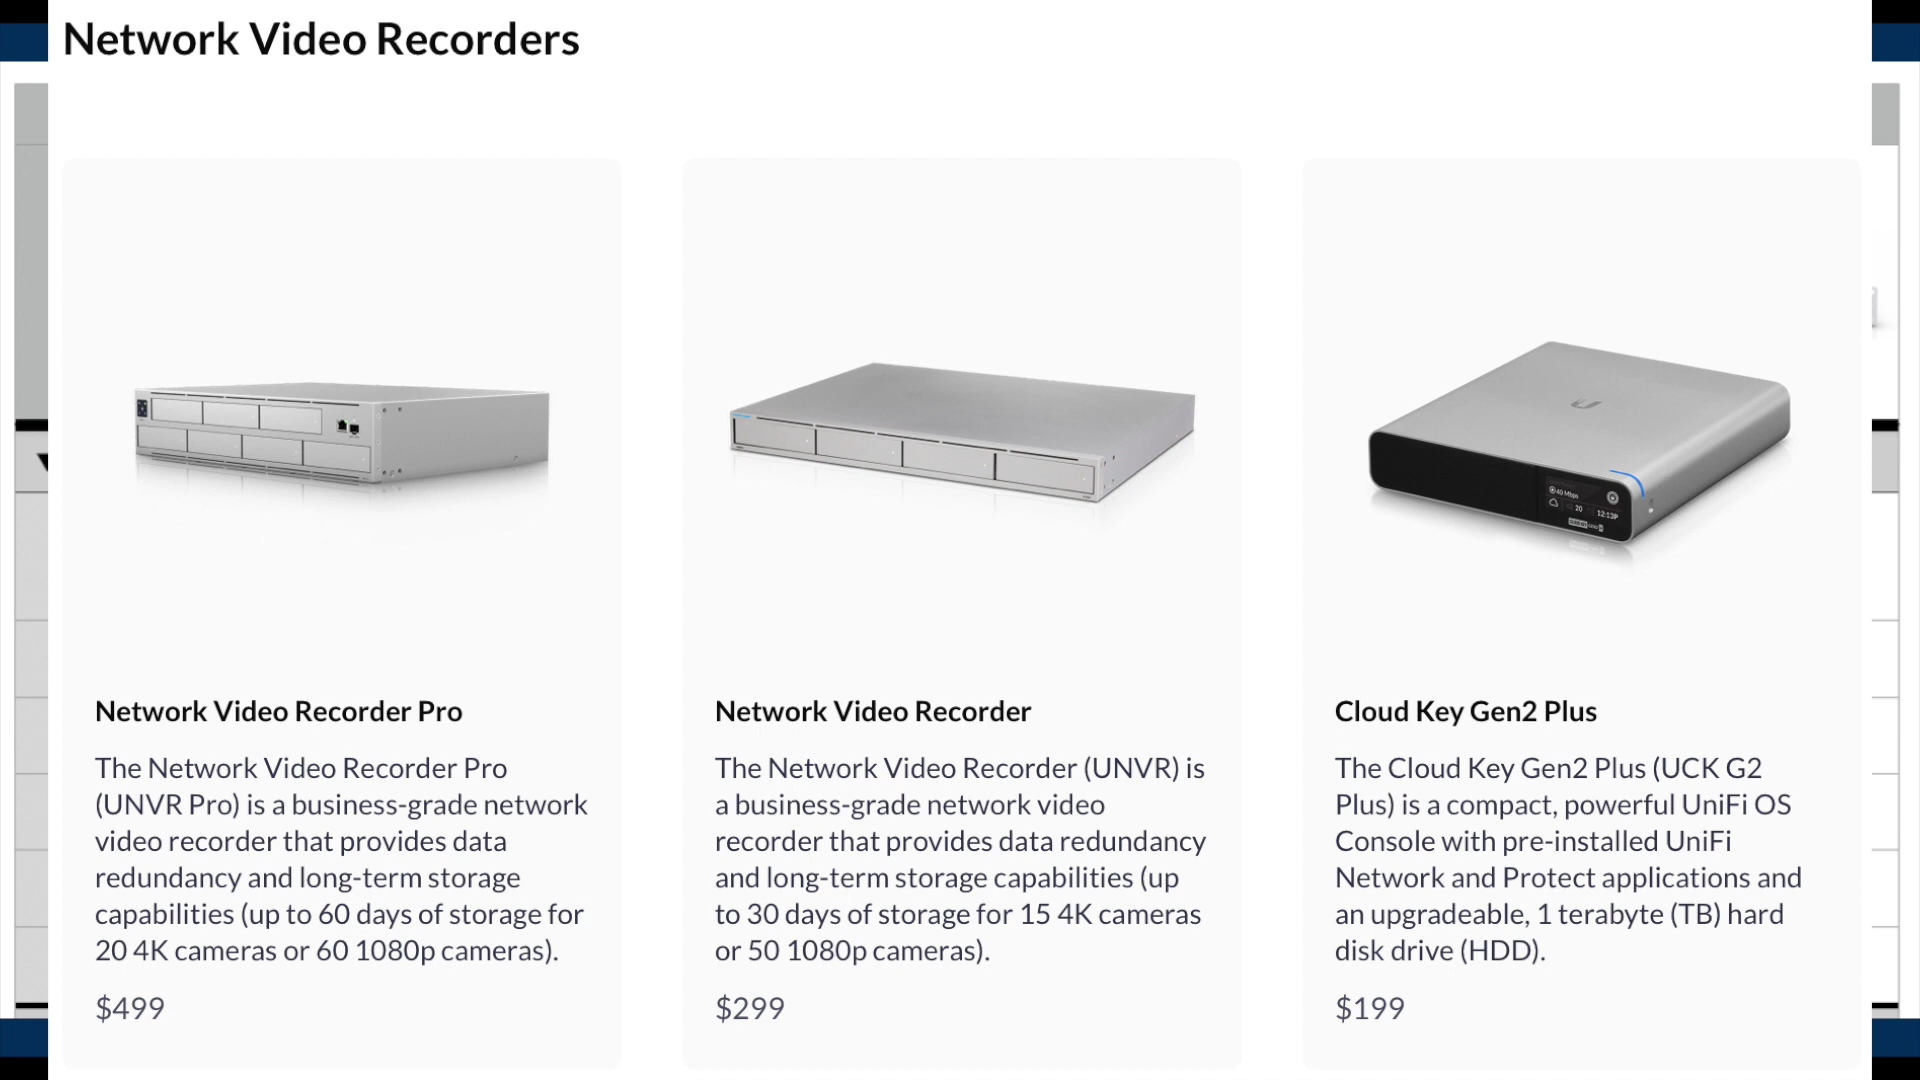 Network Video Recorders
Network Video Recorder Pro
The Network Video Recorder Pro
(UNVR Pro) is a business-grade network
video recorder that provides data
redundancy and long-term storage
capabilities (up to 60 days of storage for
20 4K cameras or 60 1080p cameras).
$499
Network Video Recorder
The Network Video Recorder (UNVR) is
a business-grade network video
recorder that provides data redundancy
and long-term storage capabilities (up
to 30 days of storage for 15 4K cameras
or 50 1080p cameras).
$299
40 Mbps
20
12:13P
Cloud Key Gen2 Plus
The Cloud Key Gen2 Plus (UCK G2
Plus) is a compact, powerful UniFi OS
Console with pre-installed UniFi
Network and Protect applications and
an upgradeable, 1 terabyte (TB) hard
disk drive (HDD).
$199